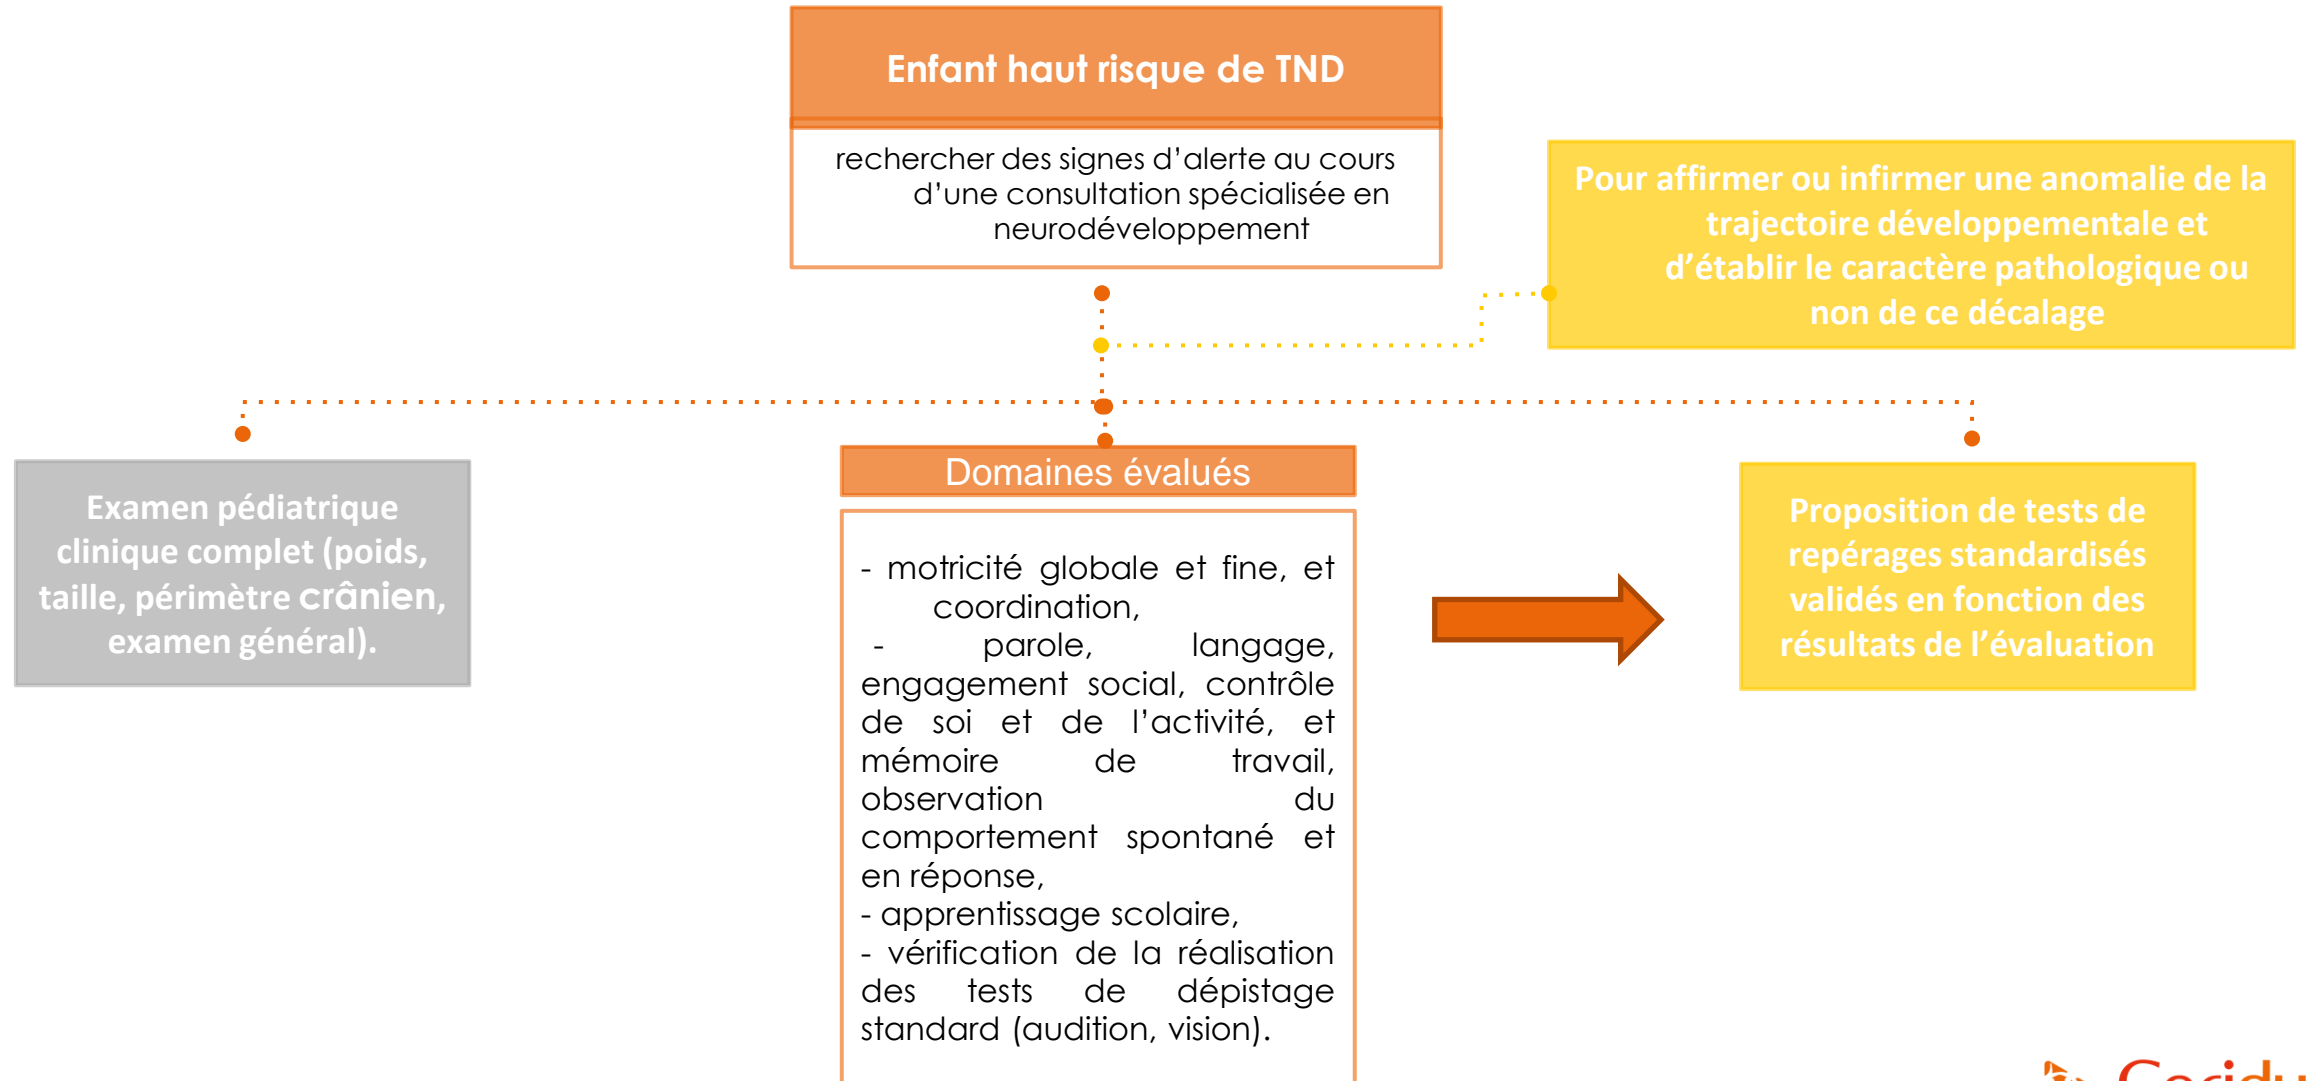 Enfant haut risque de TND
rechercher des signes d’alerte au cours
d’une consultation spécialisée en
neurodéveloppement
Pour affirmer ou infirmer une anomalie de la
trajectoire développementale et
d’établir le caractère pathologique ou
non de ce décalage
Examen pédiatrique
clinique complet (poids,
taille, périmètre crânien,
examen général).
Domaines évalués
- motricité globale et fine, et
coordination,
- parole, langage,
engagement social, contrôle
de soi et de l’activité, et
mémoire de travail,
observation du
comportement spontané et
en réponse,
- apprentissage scolaire,
- vérification de la réalisation
des tests de dépistage
standard (audition, vision).
Proposition de tests de
repérages standardisés
validés en fonction des
résultats de l’évaluation